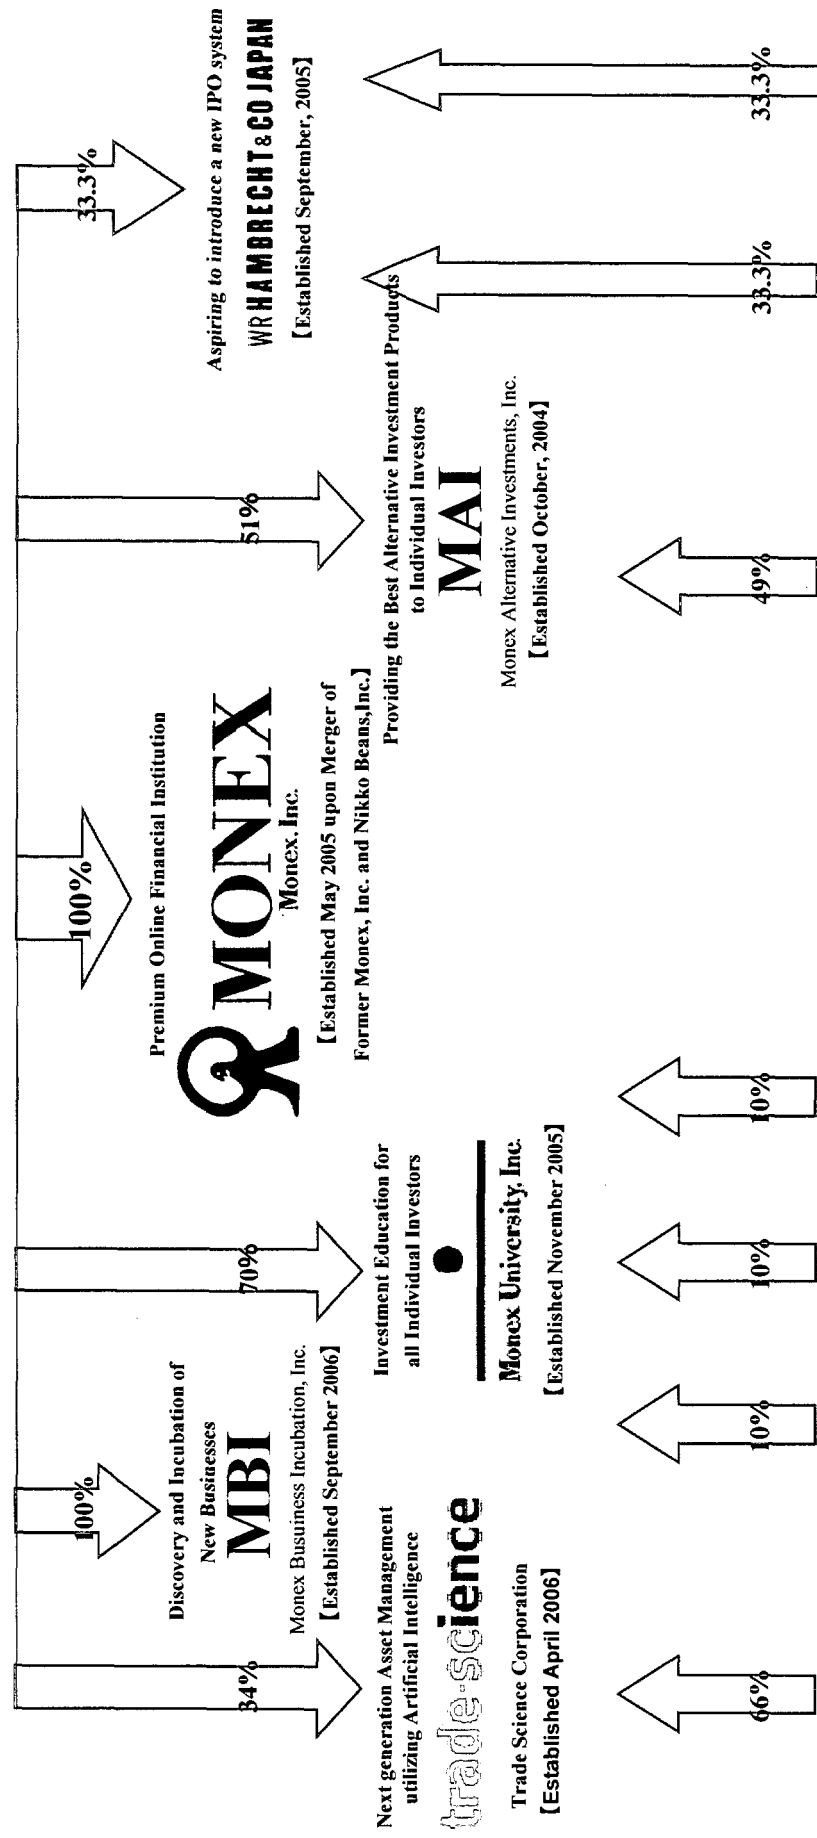 34%
100%
70%
100%
51%
33.3%
Next generation Asset Management
utilizing Artificial Intelligence
trade-science
Trade Science Corporation
【Established April 2006】
Discovery and Incubation of
New Businesses
MBI
Monex Busuiness Incubation, Inc.
【Established September 2006】
Investment Education for
all Individual Investors
Monex University, Inc.
【Established November 2005】
Premium Online Financial Institution
MONEX
Monex, Inc.
【Established May 2005 upon Merger of
Former Monex, Inc. and Nikko Beans,Inc.】
Providing the Best Alternative Investment Products
to Individual Investors
MAI
Monex Alternative Investments, Inc.
【Established October, 2004】
Aspiring to introduce a new IPO system
WR HAMBRECHT & CO JAPAN
【Established September, 2005】
66%
10%
10%
10%
49%
33.3%
33.3%